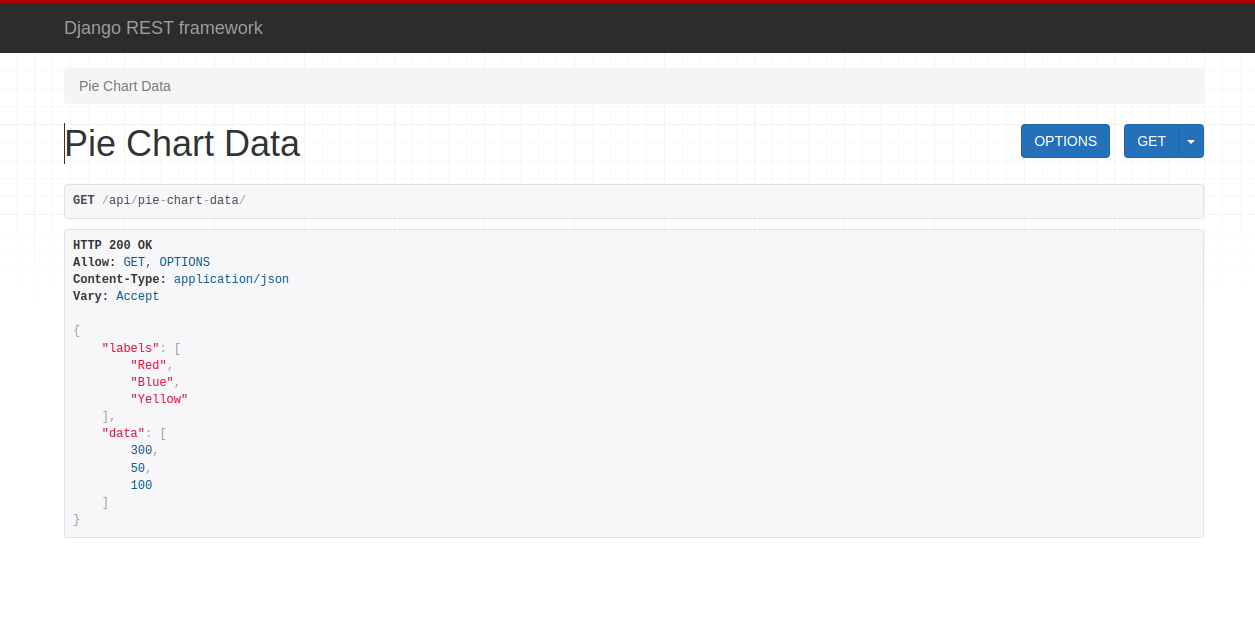 Django REST framework
Pie Chart Data
Pie Chart Data
OPTIONS
GET
GET /api/pie-chart-data/
HTTP 200 OK
Allow: GET, OPTIONS
Content-Type: application/json
Vary: Accept
{
    "labels": [
        "Red",
        "Blue",
        "Yellow"
    ],
    "data": [
        300,
        50,
        100
    ]
}